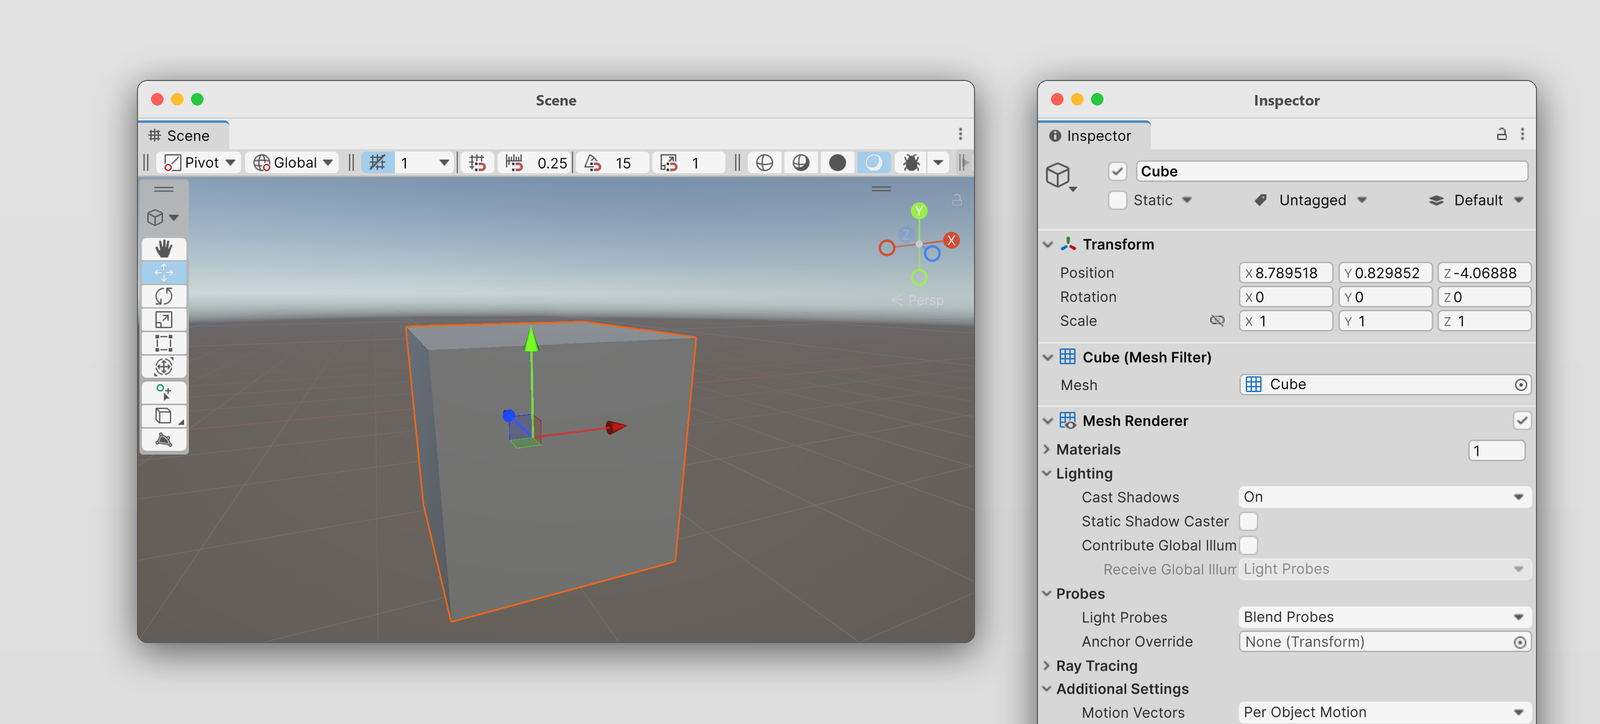 Scene
Scene
Pivot Global 1 0.25 15 1
Y
X
Z
Persp
Inspector
Inspector
Cube
Static Untagged Default
Transform
Position X 8.789518 Y 0.829852 Z -4.06888
Rotation X 0 Y 0 Z 0
Scale X 1 Y 1 Z 1
Cube (Mesh Filter)
Mesh Cube
Mesh Renderer
Materials 1
Lighting
Cast Shadows On
Static Shadow Caster
Contribute Global Illum
Receive Global Illum Light Probes
Probes
Light Probes Blend Probes
Anchor Override None (Transform)
Ray Tracing
Additional Settings
Motion Vectors Per Object Motion